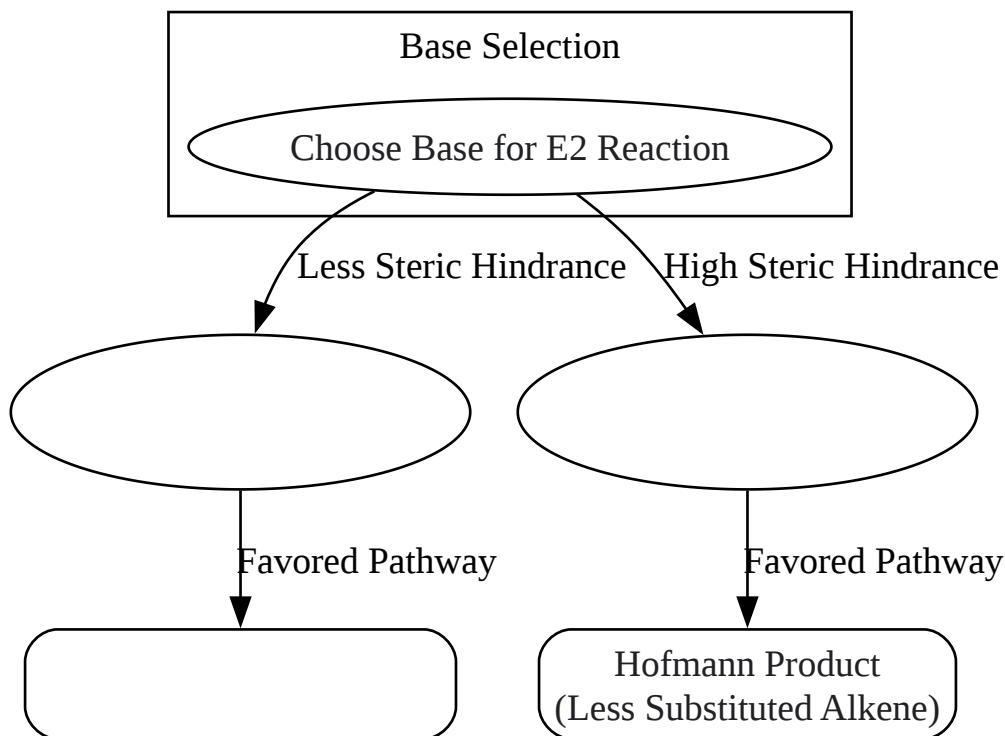 Base Selection
Choose Base for E2 Reaction
Less Steric Hindrance
High Steric Hindrance
Favored Pathway
Favored Pathway
Hofmann Product
(Less Substituted Alkene)